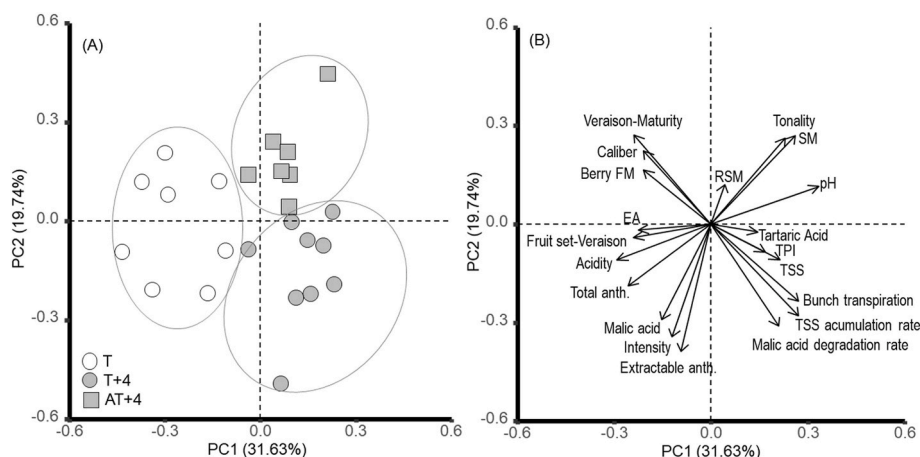 (A)
0.6
0.3
0.0
-0.3
-0.6
PC2 (19.74%)
T
T+4
AT+4
-0.6
-0.3
0.0
0.3
0.6
PC1 (31.63%)
(B)
0.6
0.3
0.0
-0.3
-0.6
PC2 (19.74%)
Veraison-Maturity
Tonality
SM
Caliber
Berry FM
RSM
pH
EA
Tartaric Acid
Fruit set-Veraison
TPI
Acidity
TSS
Total anth.
Bunch transpiration
Malic acid
TSS acumulation rate
Intensity
Malic acid degradation rate
Extractable anth.
-0.6
-0.3
0.0
0.3
0.6
PC1 (31.63%)